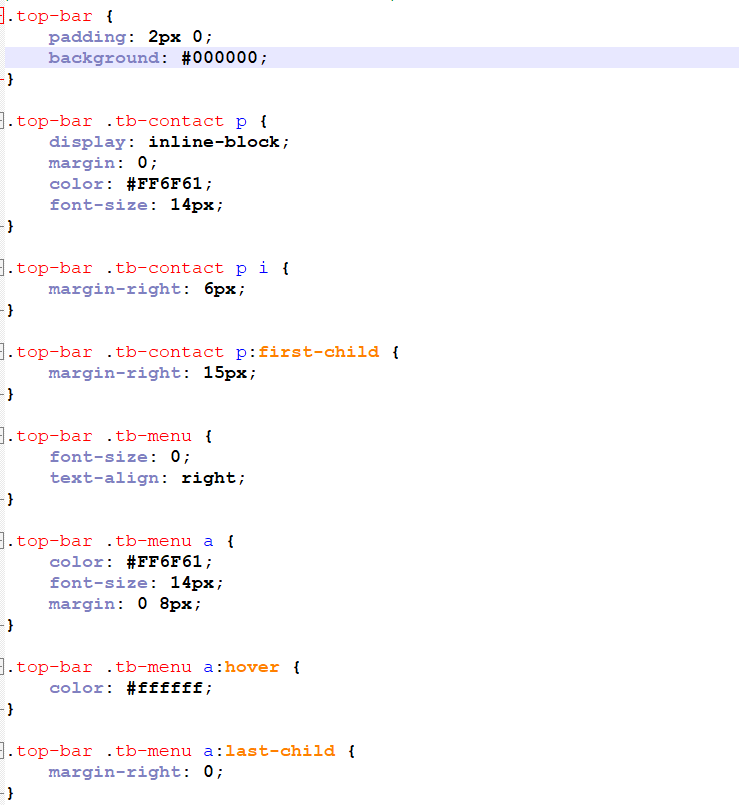 .top-bar {
    padding: 2px 0;
    background: #000000;
}

.top-bar .tb-contact p {
    display: inline-block;
    margin: 0;
    color: #FF6F61;
    font-size: 14px;
}

.top-bar .tb-contact p i {
    margin-right: 6px;
}

.top-bar .tb-contact p:first-child {
    margin-right: 15px;
}

.top-bar .tb-menu {
    font-size: 0;
    text-align: right;
}

.top-bar .tb-menu a {
    color: #FF6F61;
    font-size: 14px;
    margin: 0 8px;
}

.top-bar .tb-menu a:hover {
    color: #ffffff;
}

.top-bar .tb-menu a:last-child {
    margin-right: 0;
}